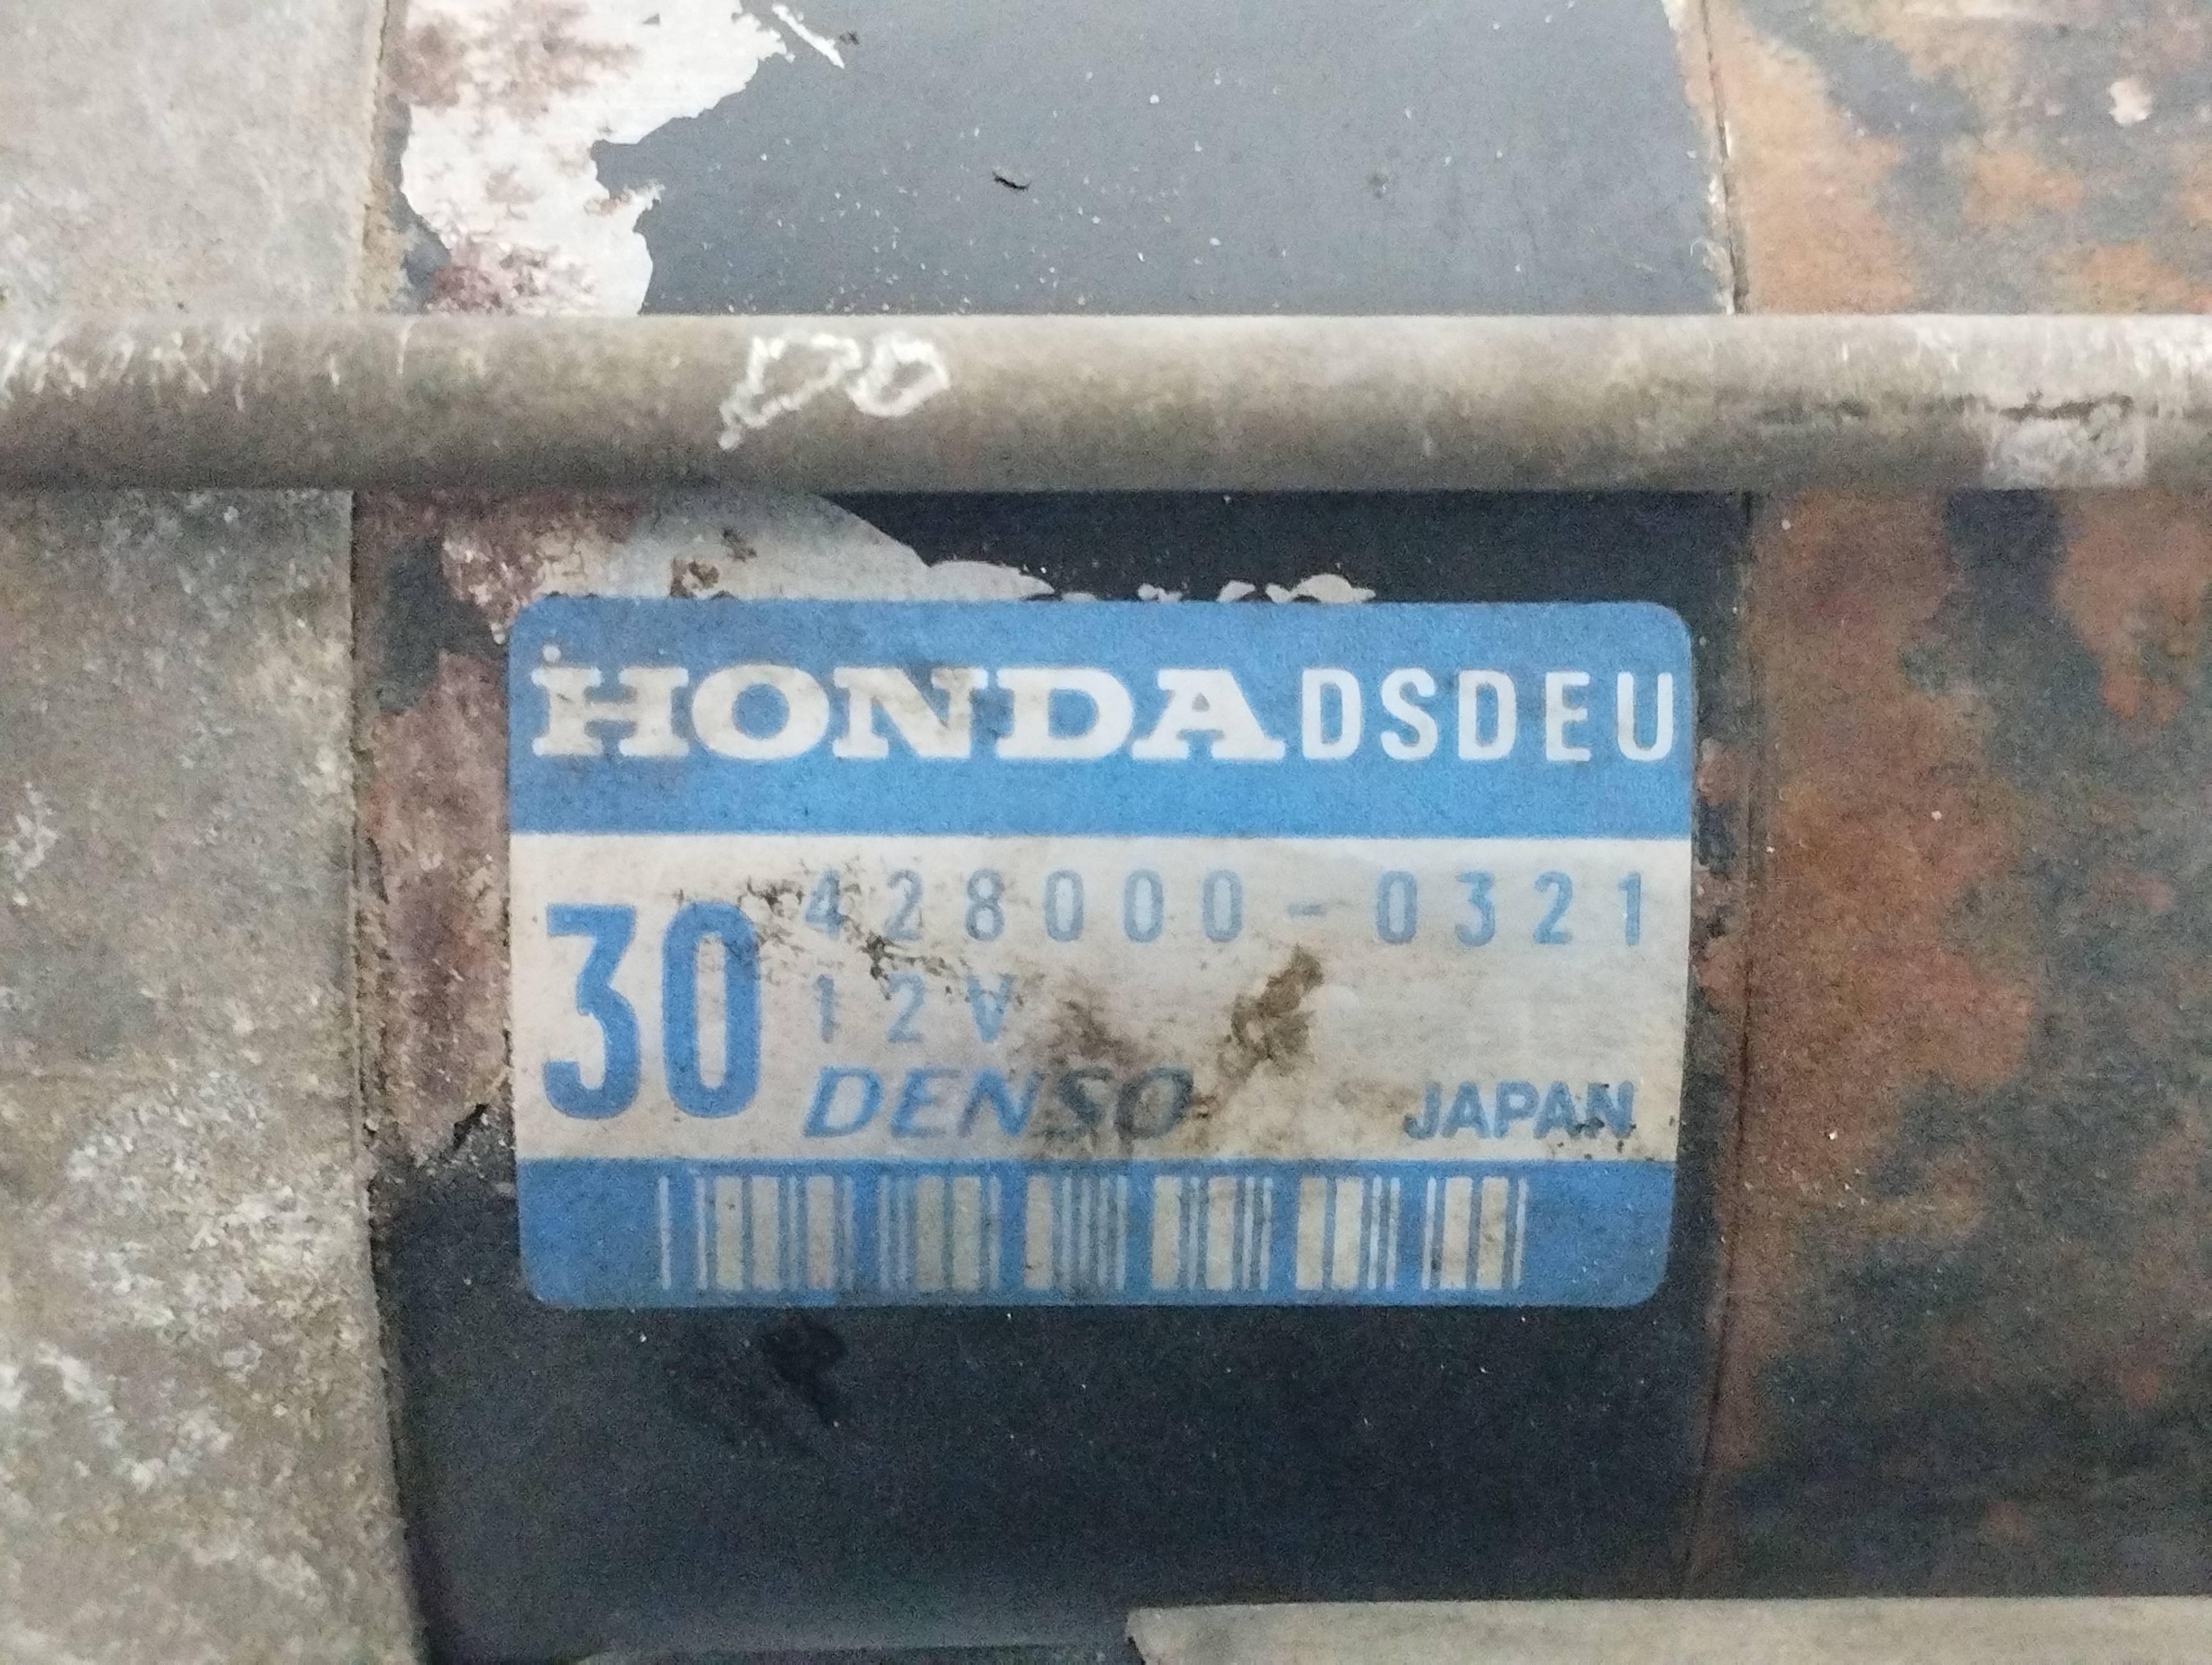 HONDA DSDEU
30
428000-0321
12V
DENSO JAPAN